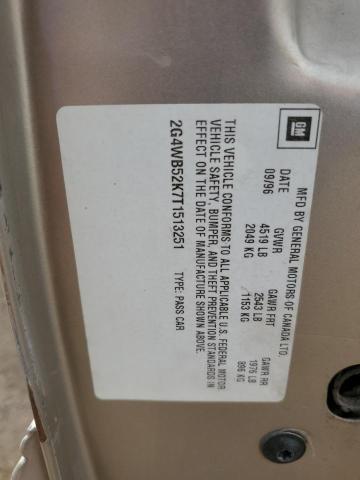 GM
MFD BY GENERAL MOTORS OF CANADA LTD.
DATE GVWR GAWR FRT GAWR RR
09/96 4519 LB 2543 LB 1976 LB
2049 KG 1153 KG 896 KG
THIS VEHICLE CONFORMS TO ALL APPLICABLE U.S. FEDERAL MOTOR
VEHICLE SAFETY, BUMPER, AND THEFT PREVENTION STANDARDS IN
EFFECT ON THE DATE OF MANUFACTURE SHOWN ABOVE.
2G4WB52K7T1513251 TYPE: PASS CAR